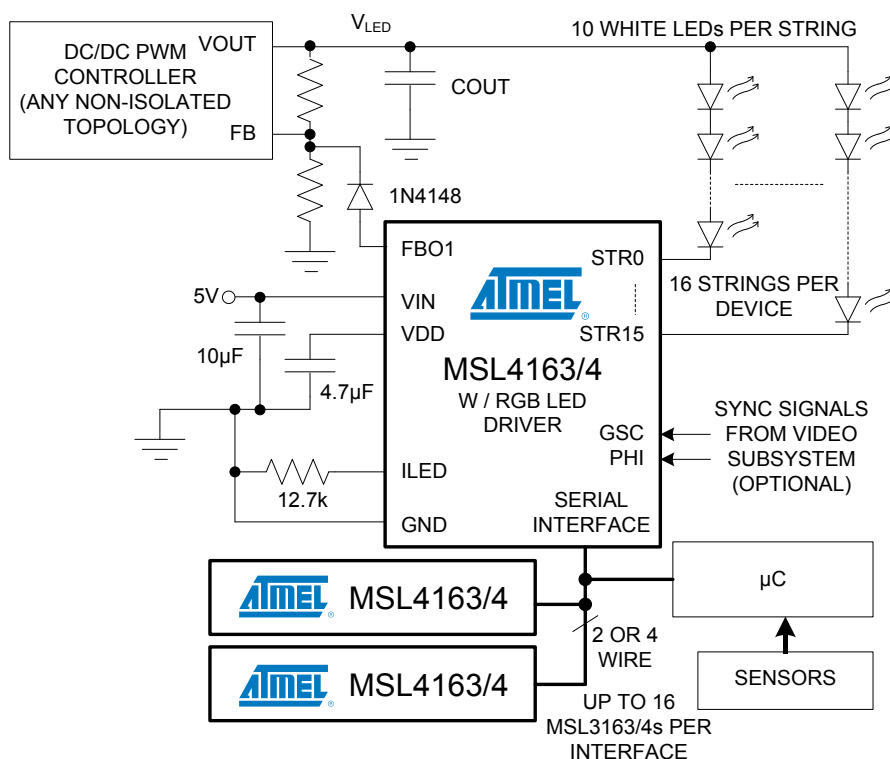 DC/DC PWM
CONTROLLER
(ANY NON-ISOLATED
TOPOLOGY)
VOUT
FB
VLED
COUT
10 WHITE LEDs PER STRING
1N4148
FBO1
STR0
16 STRINGS PER
DEVICE
5V
VIN
ATMEL®
VDD
STR15
10µF
4.7µF
MSL4163/4
W / RGB LED
DRIVER
GSC
PHI
SYNC SIGNALS
FROM VIDEO
SUBSYSTEM
(OPTIONAL)
ILED
12.7k
GND
SERIAL
INTERFACE
µC
ATMEL® MSL4163/4
2 OR 4
WIRE
SENSORS
ATMEL® MSL4163/4
UP TO 16
MSL3163/4s PER
INTERFACE